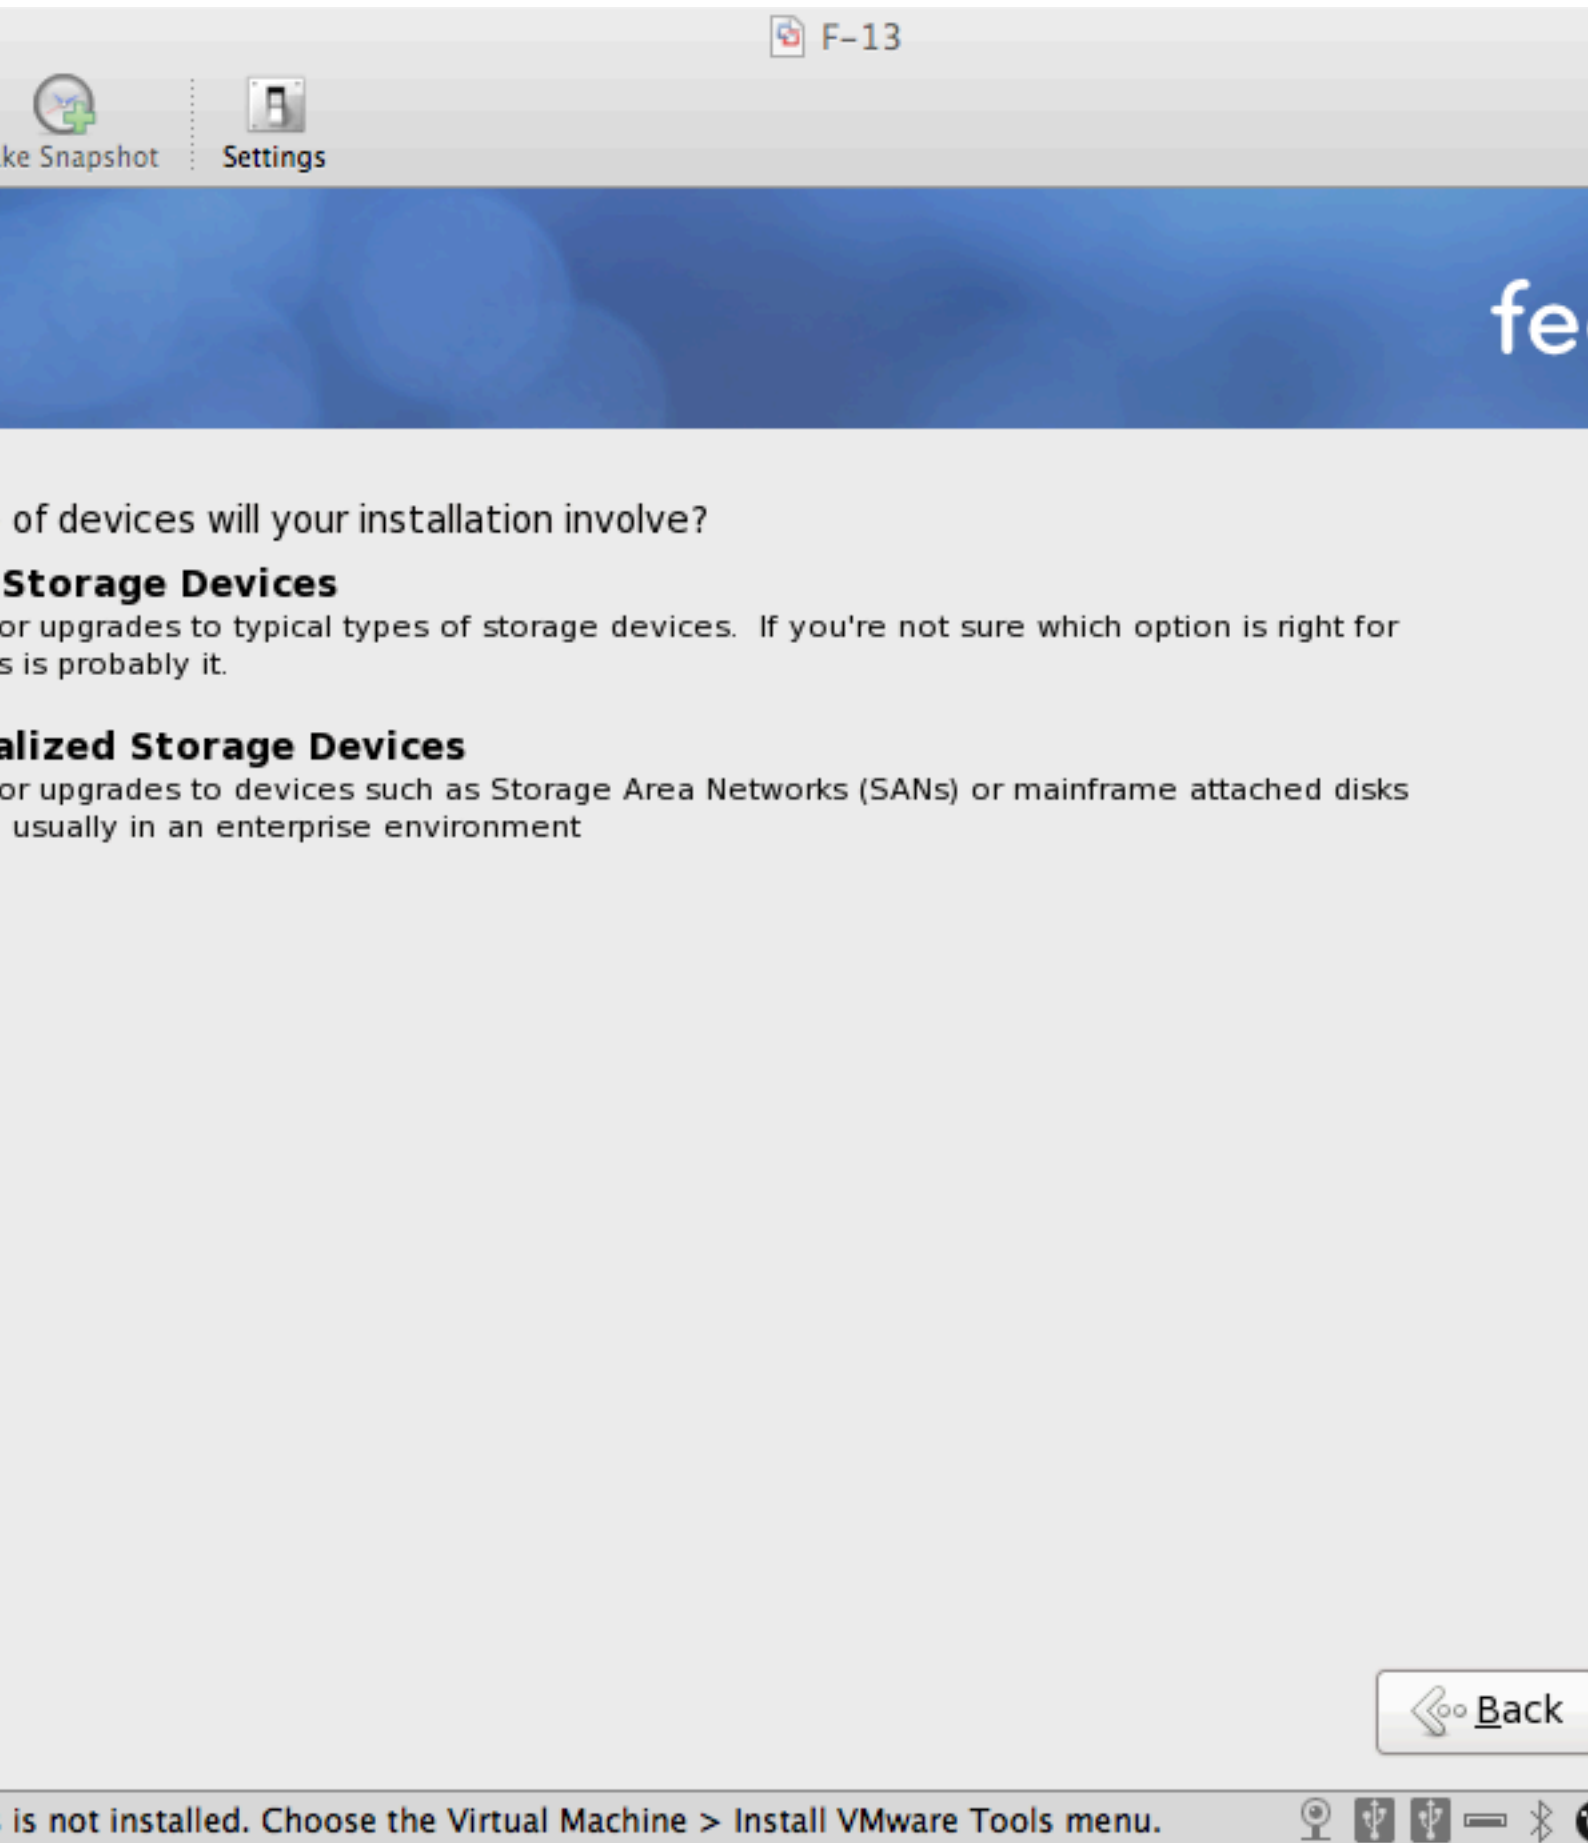 F-13
ke Snapshot
Settings
fe
of devices will your installation involve?
Storage Devices
or upgrades to typical types of storage devices. If you're not sure which option is right for
s is probably it.
alized Storage Devices
or upgrades to devices such as Storage Area Networks (SANs) or mainframe attached disks
usually in an enterprise environment
Back
is not installed. Choose the Virtual Machine > Install VMware Tools menu.